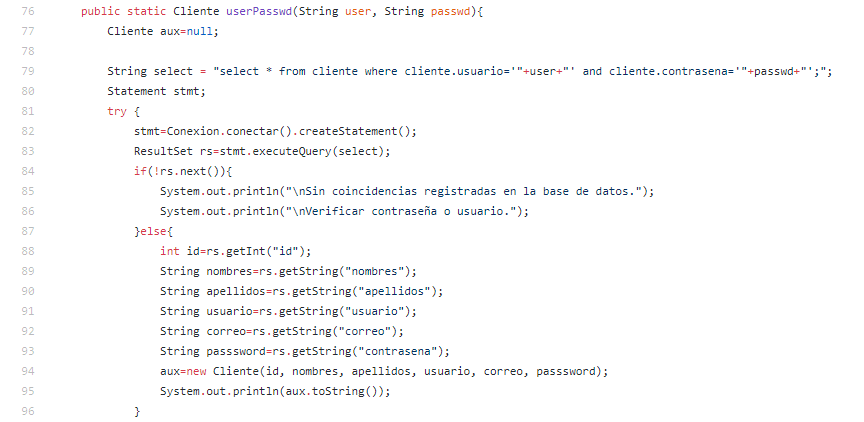 76 public static Cliente userPasswd(String user, String passwd){
77 Cliente aux=null;
78
79 String select = "select * from cliente where cliente.usuario='"+user+"' and cliente.contrasena='"+passwd+"';";
80 Statement stmt;
81 try {
82 stmt=Conexion.conectar().createStatement();
83 ResultSet rs=stmt.executeQuery(select);
84 if(!rs.next()){
85 System.out.println("\nSin coincidencias registradas en la base de datos.");
86 System.out.println("\nVerificar contraseña o usuario.");
87 }else{
88 int id=rs.getInt("id");
89 String nombres=rs.getString("nombres");
90 String apellidos=rs.getString("apellidos");
91 String usuario=rs.getString("usuario");
92 String correo=rs.getString("correo");
93 String passsword=rs.getString("contrasena");
94 aux=new Cliente(id, nombres, apellidos, usuario, correo, passsword);
95 System.out.println(aux.toString());
96 }